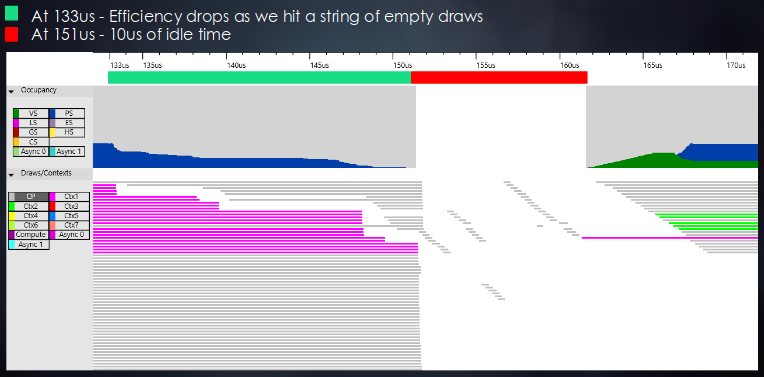 At 133us - Efficiency drops as we hit a string of empty draws
At 151us - 10us of idle time
133us 135us 140us 145us 150us 155us 160us 165us 170us
Occupancy
VS PS
LS ES
GS HS
CS
Async 0 Async 1
Draws/Contexts
CP Ctx1
Ctx2 Ctx3
Ctx4 Ctx5
Ctx6 Ctx7
Compute Async 0
Async 1